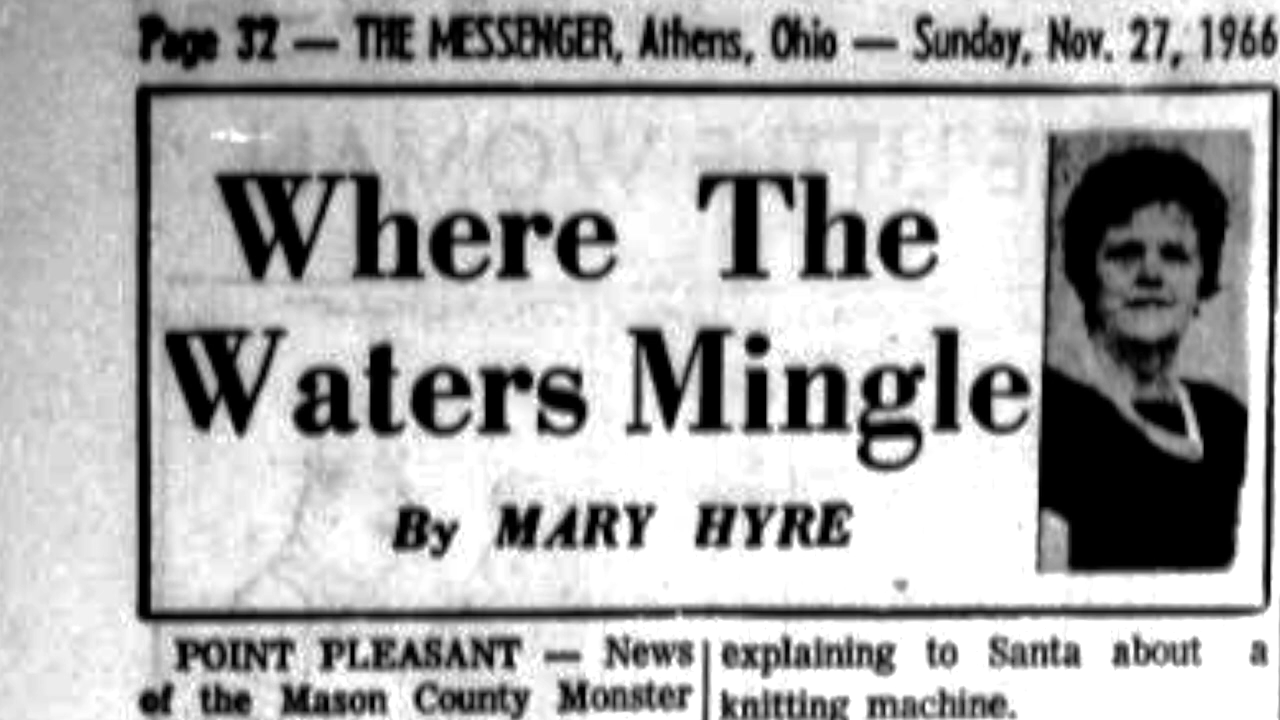 Page 32 — THE MESSENGER, Athens, Ohio — Sunday, Nov. 27, 1966
Where The
Waters Mingle
By MARY HYRE
POINT PLEASANT — News
of the Mason County Monster
explaining to Santa about a
knitting machine.